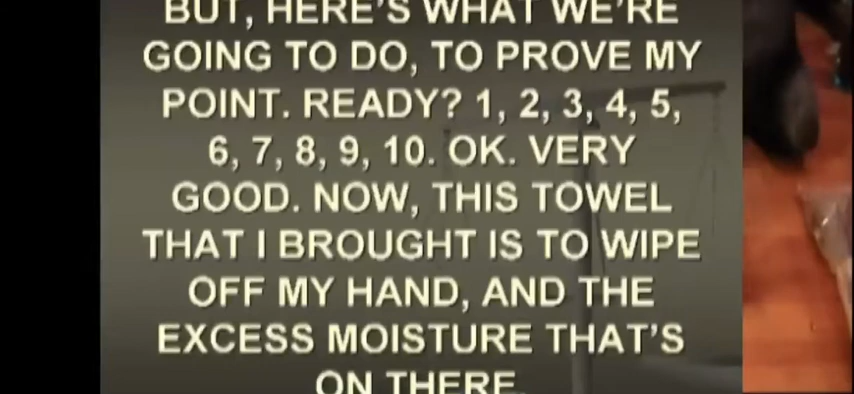 BUT, HERE'S WHAT WE'RE
GOING TO DO, TO PROVE MY
POINT. READY? 1, 2, 3, 4, 5,
6, 7, 8, 9, 10. OK. VERY
GOOD. NOW, THIS TOWEL
THAT I BROUGHT IS TO WIPE
OFF MY HAND, AND THE
EXCESS MOISTURE THAT'S
ON THERE